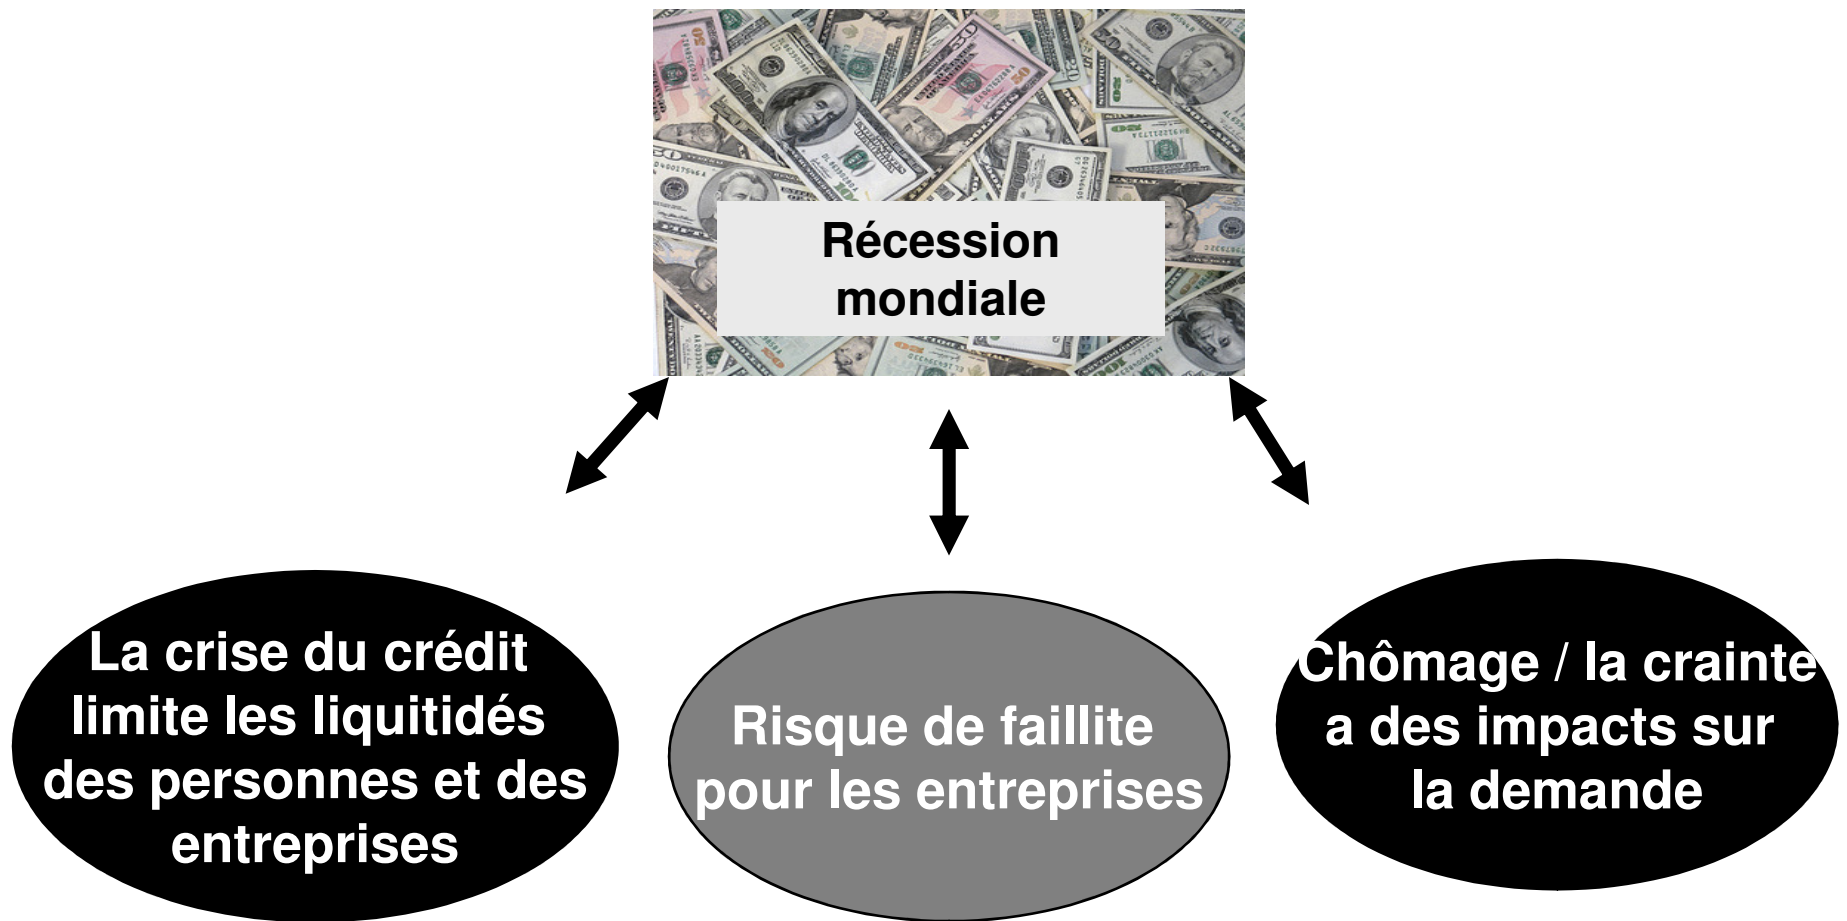 Récession
mondiale
La crise du crédit
limite les liquitidés
des personnes et des
entreprises
Risque de faillite
pour les entreprises
Chômage / la crainte
a des impacts sur
la demande